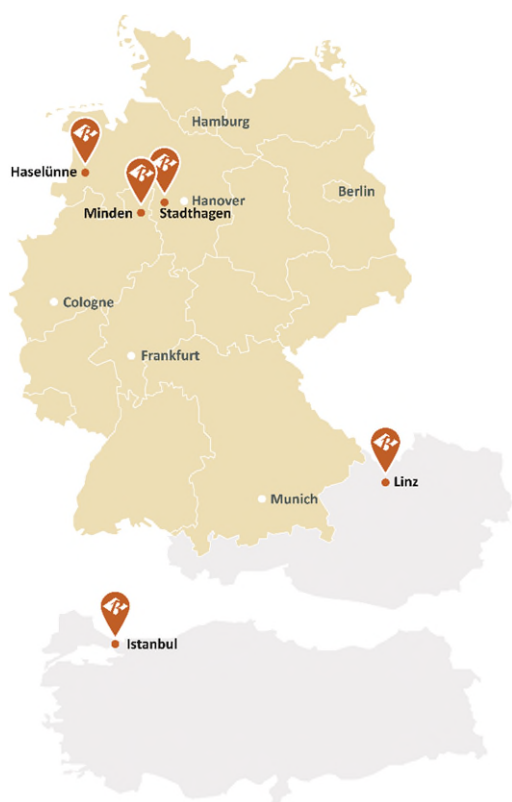 Hamburg
Haselünne
Berlin
Hanover
Minden
Stadthagen
Cologne
Frankfurt
Linz
Munich
Istanbul